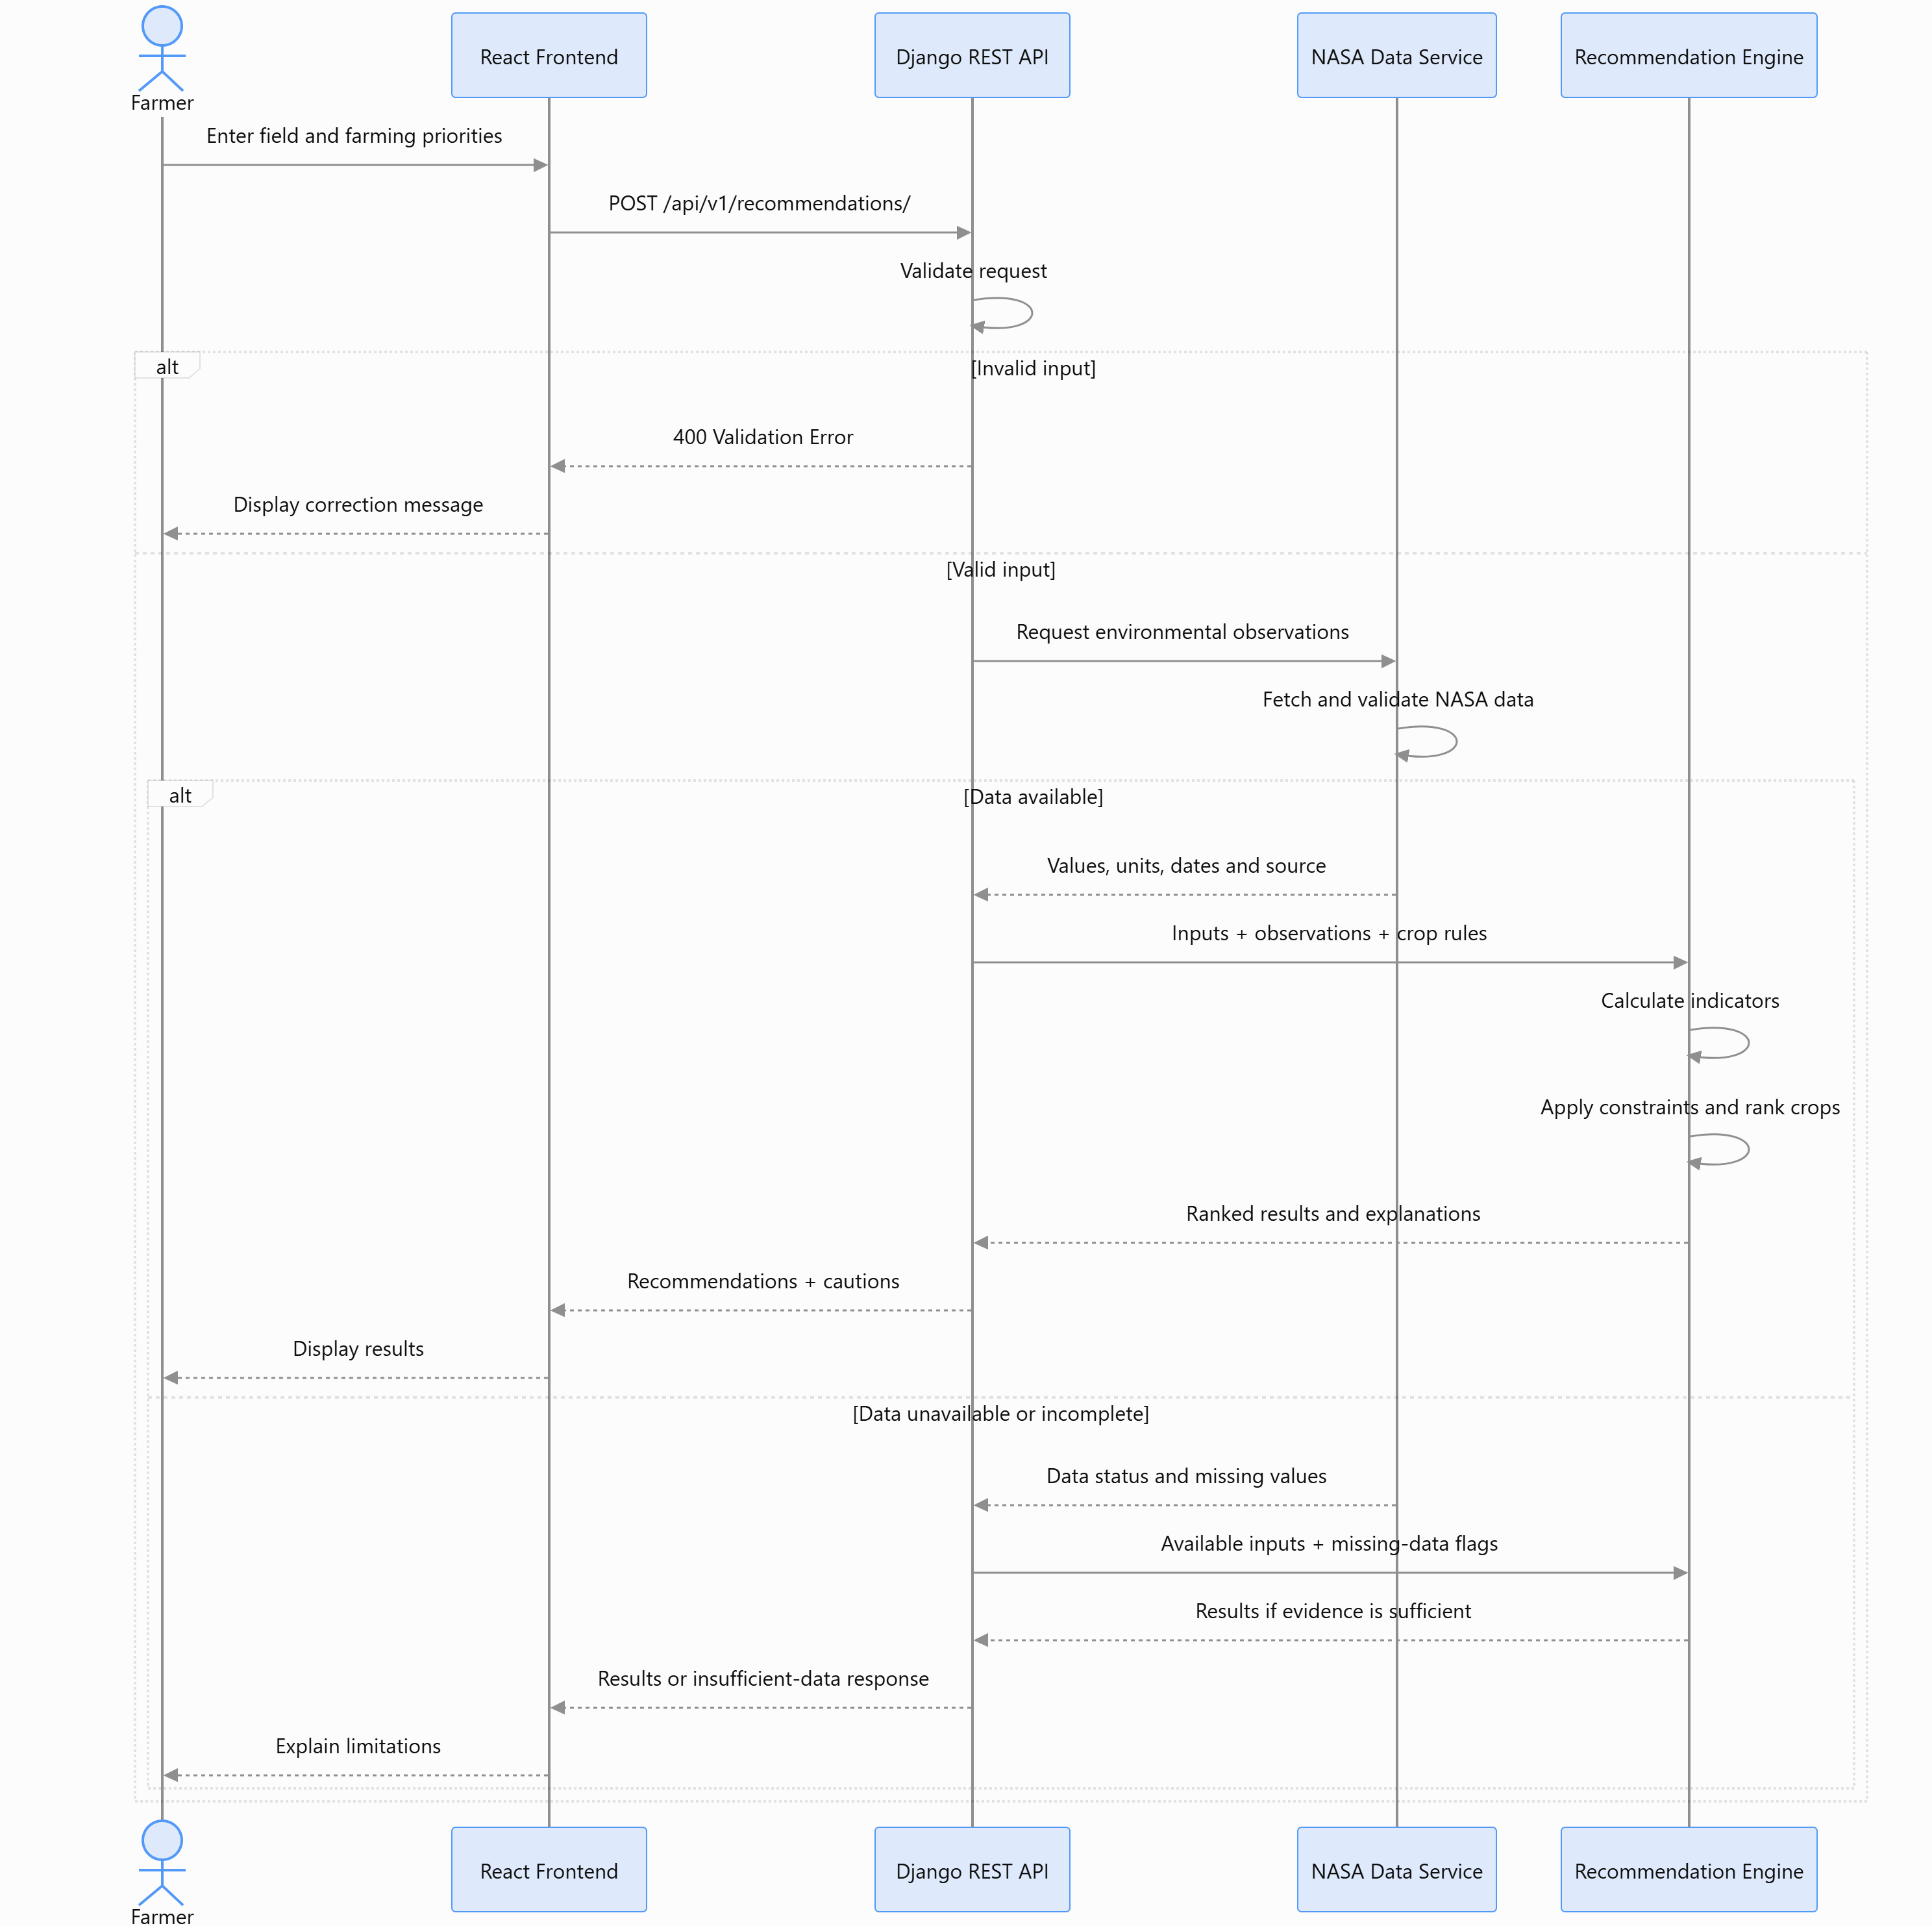 Farmer
React Frontend
Django REST API
NASA Data Service
Recommendation Engine
Enter field and farming priorities
POST /api/v1/recommendations/
Validate request
alt
[Invalid input]
400 Validation Error
Display correction message
[Valid input]
Request environmental observations
Fetch and validate NASA data
alt
[Data available]
Values, units, dates and source
Inputs + observations + crop rules
Calculate indicators
Apply constraints and rank crops
Ranked results and explanations
Recommendations + cautions
Display results
[Data unavailable or incomplete]
Data status and missing values
Available inputs + missing-data flags
Results if evidence is sufficient
Results or insufficient-data response
Explain limitations
Farmer
React Frontend
Django REST API
NASA Data Service
Recommendation Engine